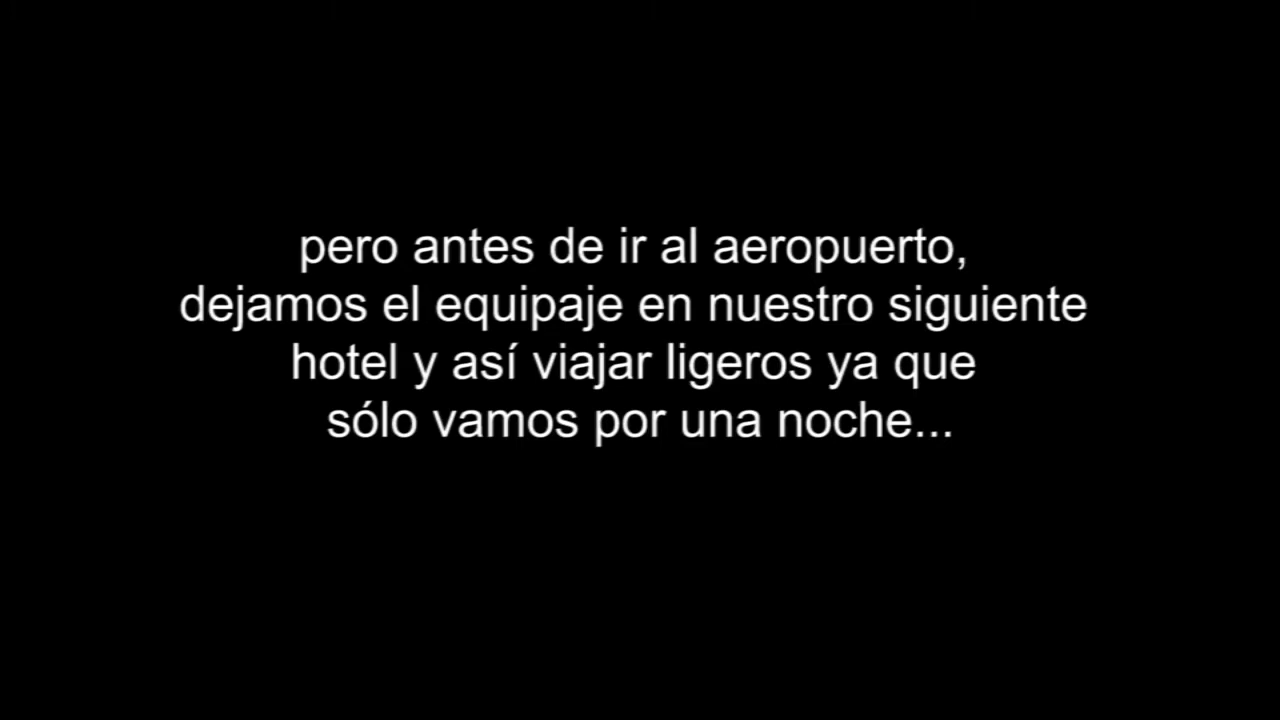 pero antes de ir al aeropuerto,
dejamos el equipaje en nuestro siguiente
hotel y así viajar ligeros ya que
sólo vamos por una noche...